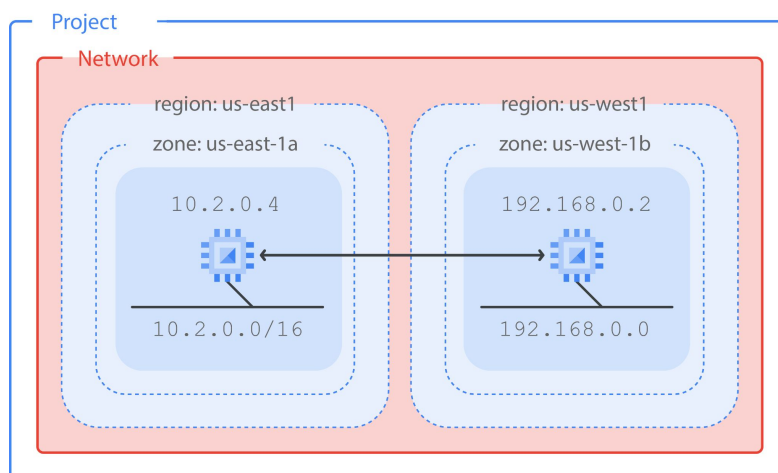 Project
Network
region: us-east1
region: us-west1
zone: us-east-1a
zone: us-west-1b
10.2.0.4
192.168.0.2
10.2.0.0/16
192.168.0.0